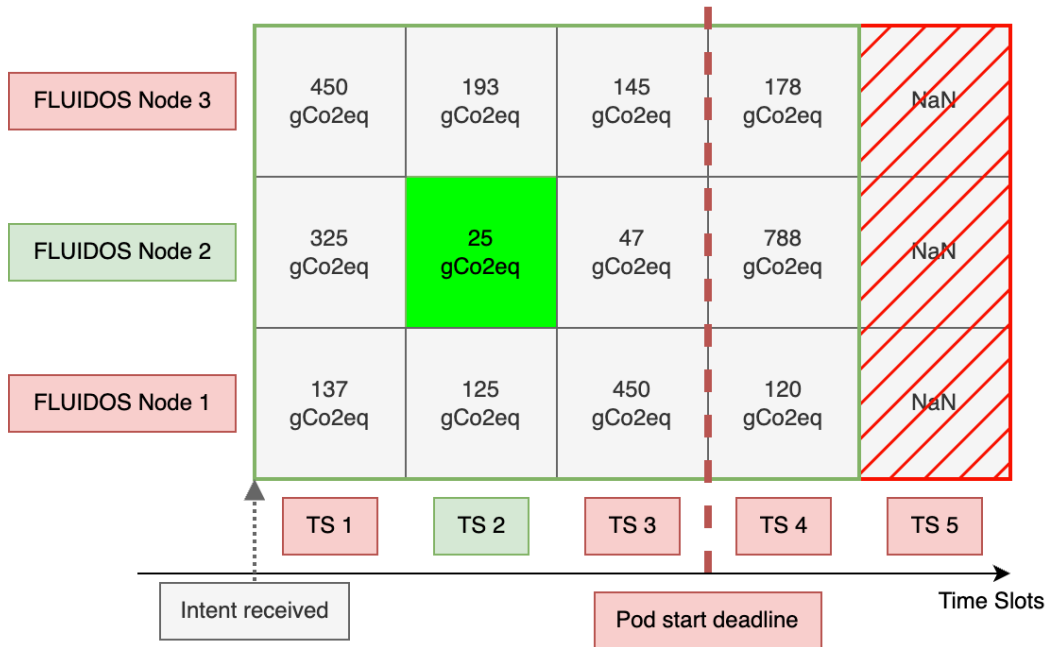 FLUIDOS Node 3
450
gCo2eq
193
gCo2eq
145
gCo2eq
178
gCo2eq
NaN
FLUIDOS Node 2
325
gCo2eq
25
gCo2eq
47
gCo2eq
788
gCo2eq
NaN
FLUIDOS Node 1
137
gCo2eq
125
gCo2eq
450
gCo2eq
120
gCo2eq
NaN
TS 1
TS 2
TS 3
TS 4
TS 5
Time Slots
Intent received
Pod start deadline